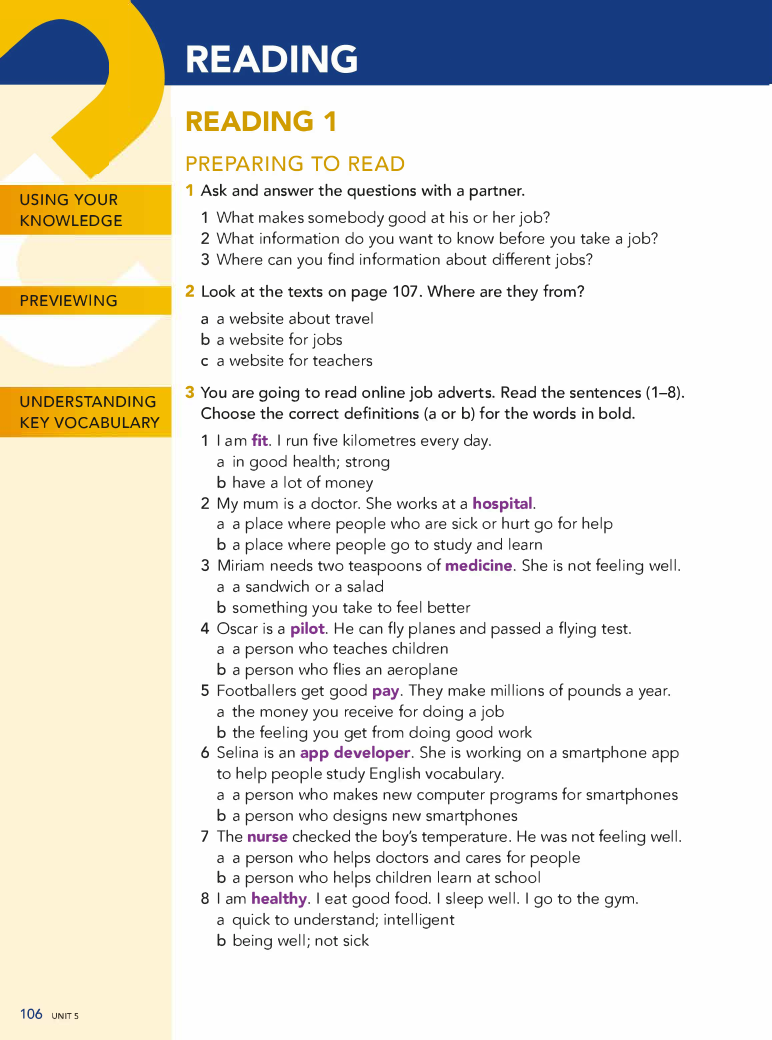 READING
READING 1
PREPARING TO READ
USING YOUR
KNOWLEDGE
1 Ask and answer the questions with a partner.
1 What makes somebody good at his or her job?
2 What information do you want to know before you take a job?
3 Where can you find information about different jobs?
PREVIEWING
2 Look at the texts on page 107. Where are they from?
a a website about travel
b a website for jobs
c a website for teachers
UNDERSTANDING
KEY VOCABULARY
3 You are going to read online job adverts. Read the sentences (1–8).
Choose the correct definitions (a or b) for the words in bold.
1 I am fit. I run five kilometres every day.
a in good health; strong
b have a lot of money
2 My mum is a doctor. She works at a hospital.
a a place where people who are sick or hurt go for help
b a place where people go to study and learn
3 Miriam needs two teaspoons of medicine. She is not feeling well.
a a sandwich or a salad
b something you take to feel better
4 Oscar is a pilot. He can fly planes and passed a flying test.
a a person who teaches children
b a person who flies an aeroplane
5 Footballers get good pay. They make millions of pounds a year.
a the money you receive for doing a job
b the feeling you get from doing good work
6 Selina is an app developer. She is working on a smartphone app
to help people study English vocabulary.
a a person who makes new computer programs for smartphones
b a person who designs new smartphones
7 The nurse checked the boy's temperature. He was not feeling well.
a a person who helps doctors and cares for people
b a person who helps children learn at school
8 I am healthy. I eat good food. I sleep well. I go to the gym.
a quick to understand; intelligent
b being well; not sick
106 UNIT 5